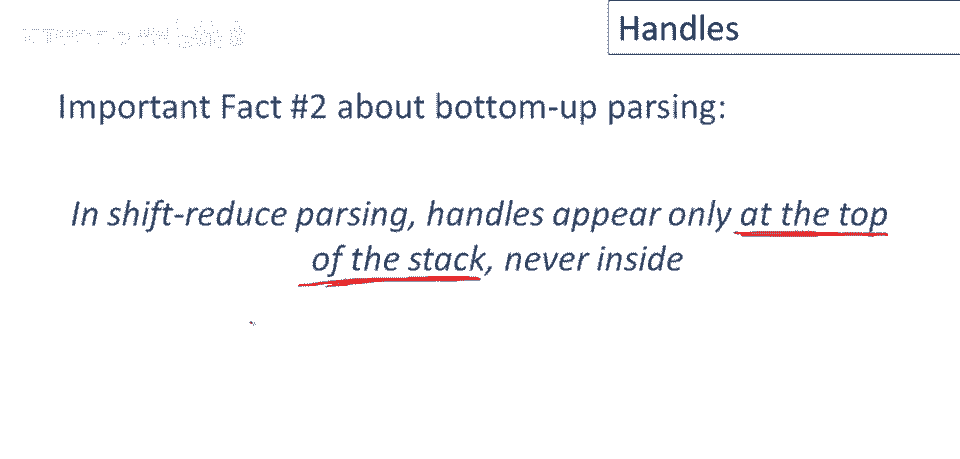 Handles
Important Fact #2 about bottom-up parsing:
In shift-reduce parsing, handles appear only at the top
of the stack, never inside